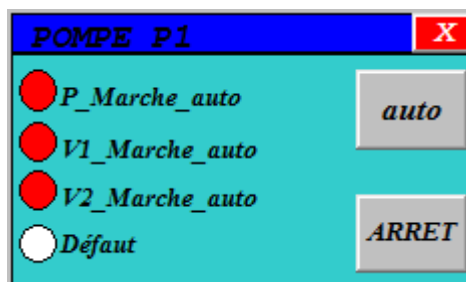 POMPE P1 X
P_Marche_auto
auto
V1_Marche_auto
V2_Marche_auto
ARRET
Défaut